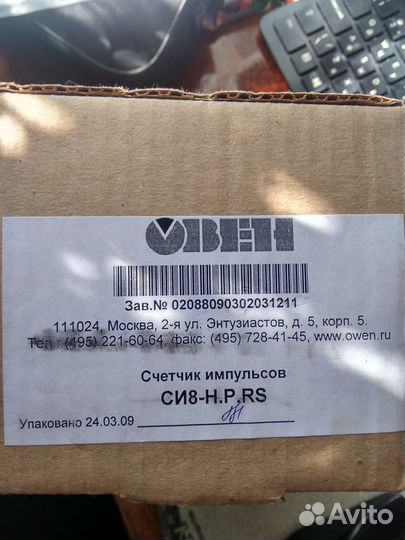 ОВЕН
Зав.№ 02088090302031211
111024, Москва, 2-я ул. Энтузиастов, д. 5, корп. 5.
Тел.: (495) 221-60-64, факс: (495) 728-41-45, www.owen.ru
Счетчик импульсов
СИ8-Н.Р.RS
Упаковано 24.03.09
Avito